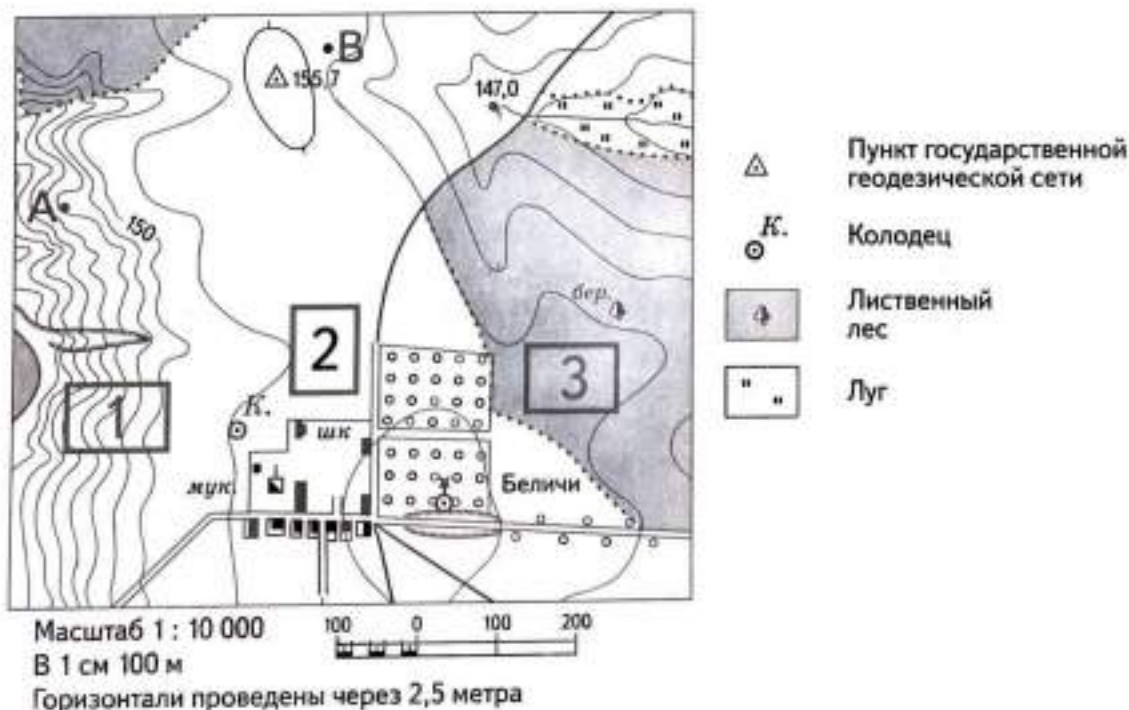 В
155,7
147,0
А
150
бер.
1
2
3
К.
шк
мук.
Беличи
Масштаб 1 : 10 000
В 1 см 100 м
Горизонтали проведены через 2,5 метра
100 0 100 200
Пункт государственной
геодезической сети
К.
Колодец
Лиственный
лес
Луг